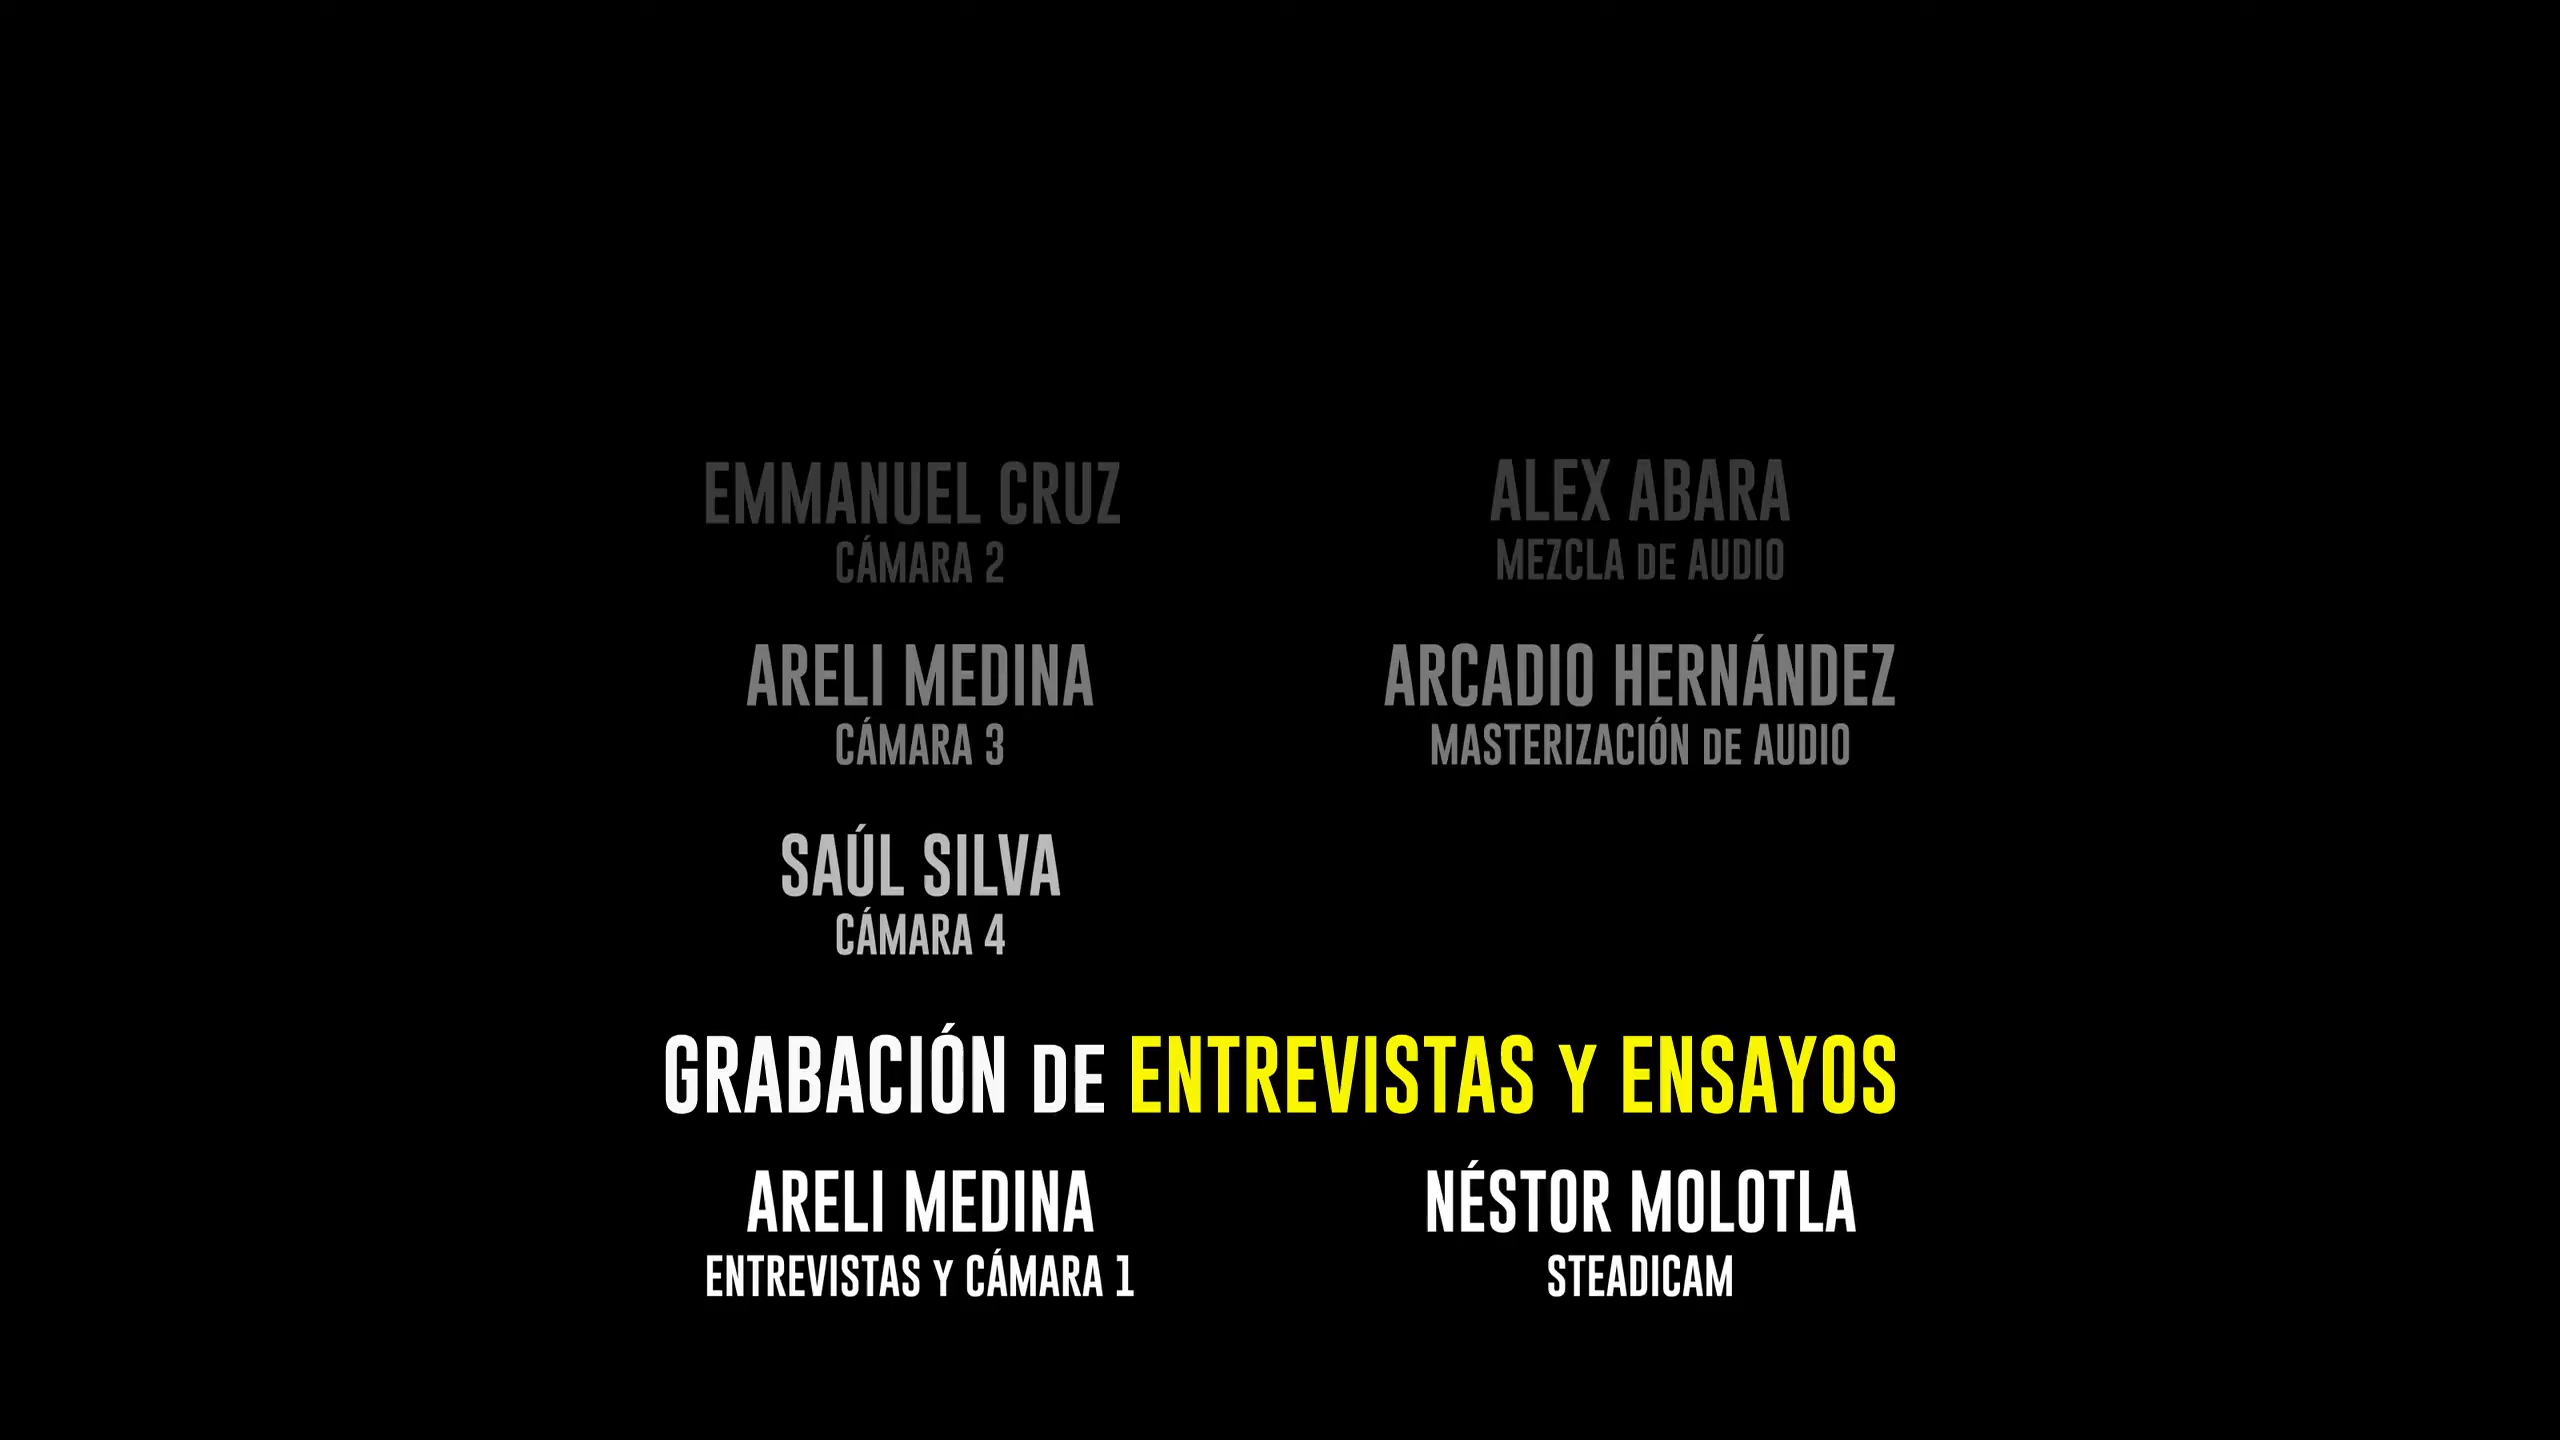 EMMANUEL CRUZ
CÁMARA 2
ALEX ABARA
MEZCLA DE AUDIO
ARELI MEDINA
CÁMARA 3
ARCADIO HERNÁNDEZ
MASTERIZACIÓN DE AUDIO
SAÚL SILVA
CÁMARA 4
GRABACIÓN DE ENTREVISTAS Y ENSAYOS
ARELI MEDINA
ENTREVISTAS Y CÁMARA 1
NÉSTOR MOLOTLA
STEADICAM